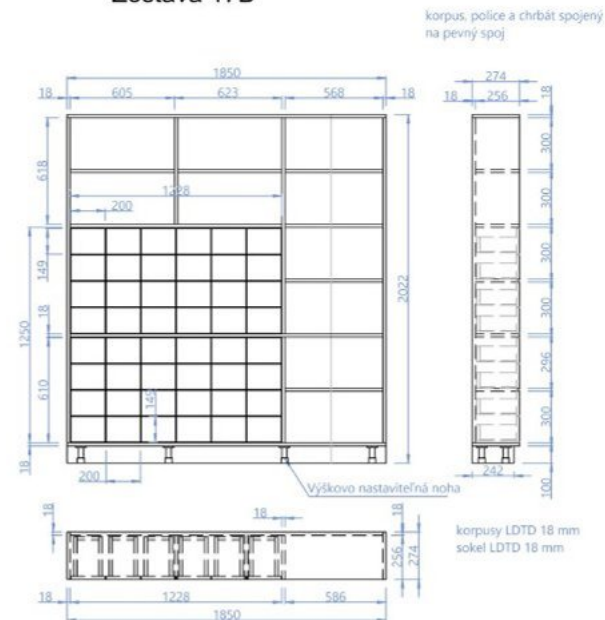 korpus, police a chrbát spojený
na pevný spoj
1850
18 605 623 568 18
274
18 256 18
618
1228
200
149
18
1250
610
145
18
200
2022
300
300
300
300
296
300
242
100
Výškovo nastaviteľná noha
18 18 18
256 274
korpusy LDTD 18 mm
sokel LDTD 18 mm
18 1228 586
1850